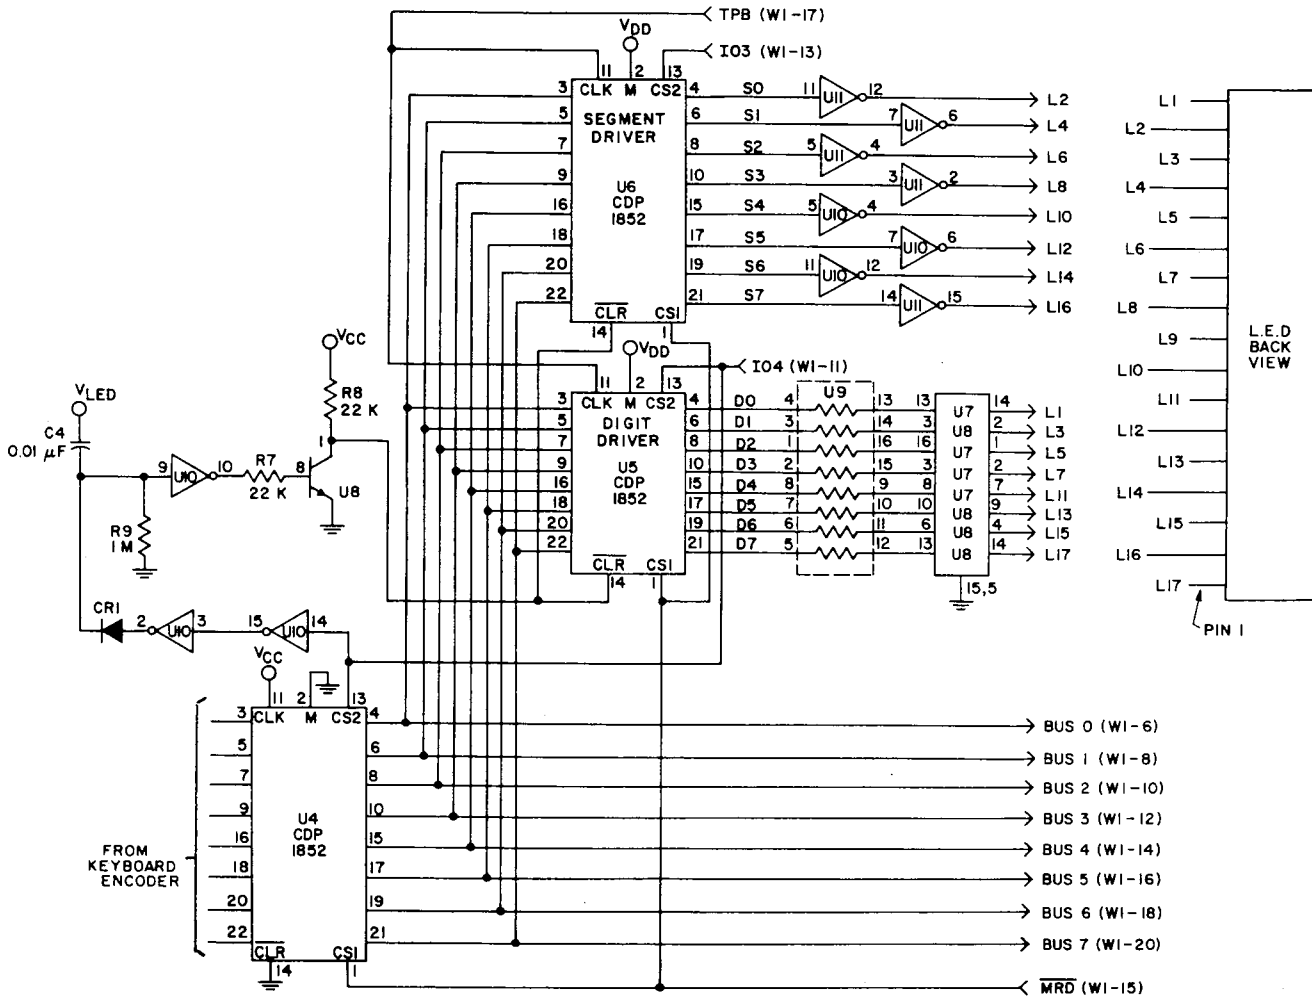 TPB (W1-17)
VDD
IO3 (W1-13)
11 2 13
3 CLK M CS2 4 S0 11 U11 12 L2
5 SEGMENT DRIVER 6 S1 7 U11 6 L4
7 8 S2 5 U11 4 L6
9 U6 CDP 1852 10 S3 3 U11 2 L8
16 15 S4 5 U10 4 L10
18 17 S5 7 U10 6 L12
20 19 S6 11 U10 12 L14
22 21 S7 14 U11 15 L16
CLR CS1
14 1
VDD
IO4 (W1-11)
11 2 13
U9
3 CLK M CS2 4 D0 4 13 13 U7 14 L1
5 DIGIT DRIVER 6 D1 3 14 3 U8 2 L3
7 8 D2 1 16 16 U7 1 L5
9 U5 CDP 1852 10 D3 2 15 3 U7 2 L7
16 15 D4 8 9 8 U7 7 L11
18 17 D5 7 10 10 U8 9 L13
20 19 D6 6 11 6 U8 4 L15
22 21 D7 5 12 13 U8 14 L17
CLR CS1
14 1
15,5
L1
L2
L3
L4
L5
L6
L7
L8
L9
L10
L11
L12
L13
L14
L15
L16
L17
PIN 1
L.E.D
BACK
VIEW
VCC
R8
22 K
VLED
C4
0.01 µF
9 U10 10 R7 8 1
22 K
U8
R9
1M
CR1 2 U10 3 15 U10 14
VCC
11 2 13
3 CLK M CS2 4
5 6
7 8
9 10
16 15
18 17
20 19
22 21
U4
CDP
1852
CLR CS1
14 1
FROM
KEYBOARD
ENCODER
BUS 0 (W1-6)
BUS 1 (W1-8)
BUS 2 (W1-10)
BUS 3 (W1-12)
BUS 4 (W1-14)
BUS 5 (W1-16)
BUS 6 (W1-18)
BUS 7 (W1-20)
MRD (W1-15)